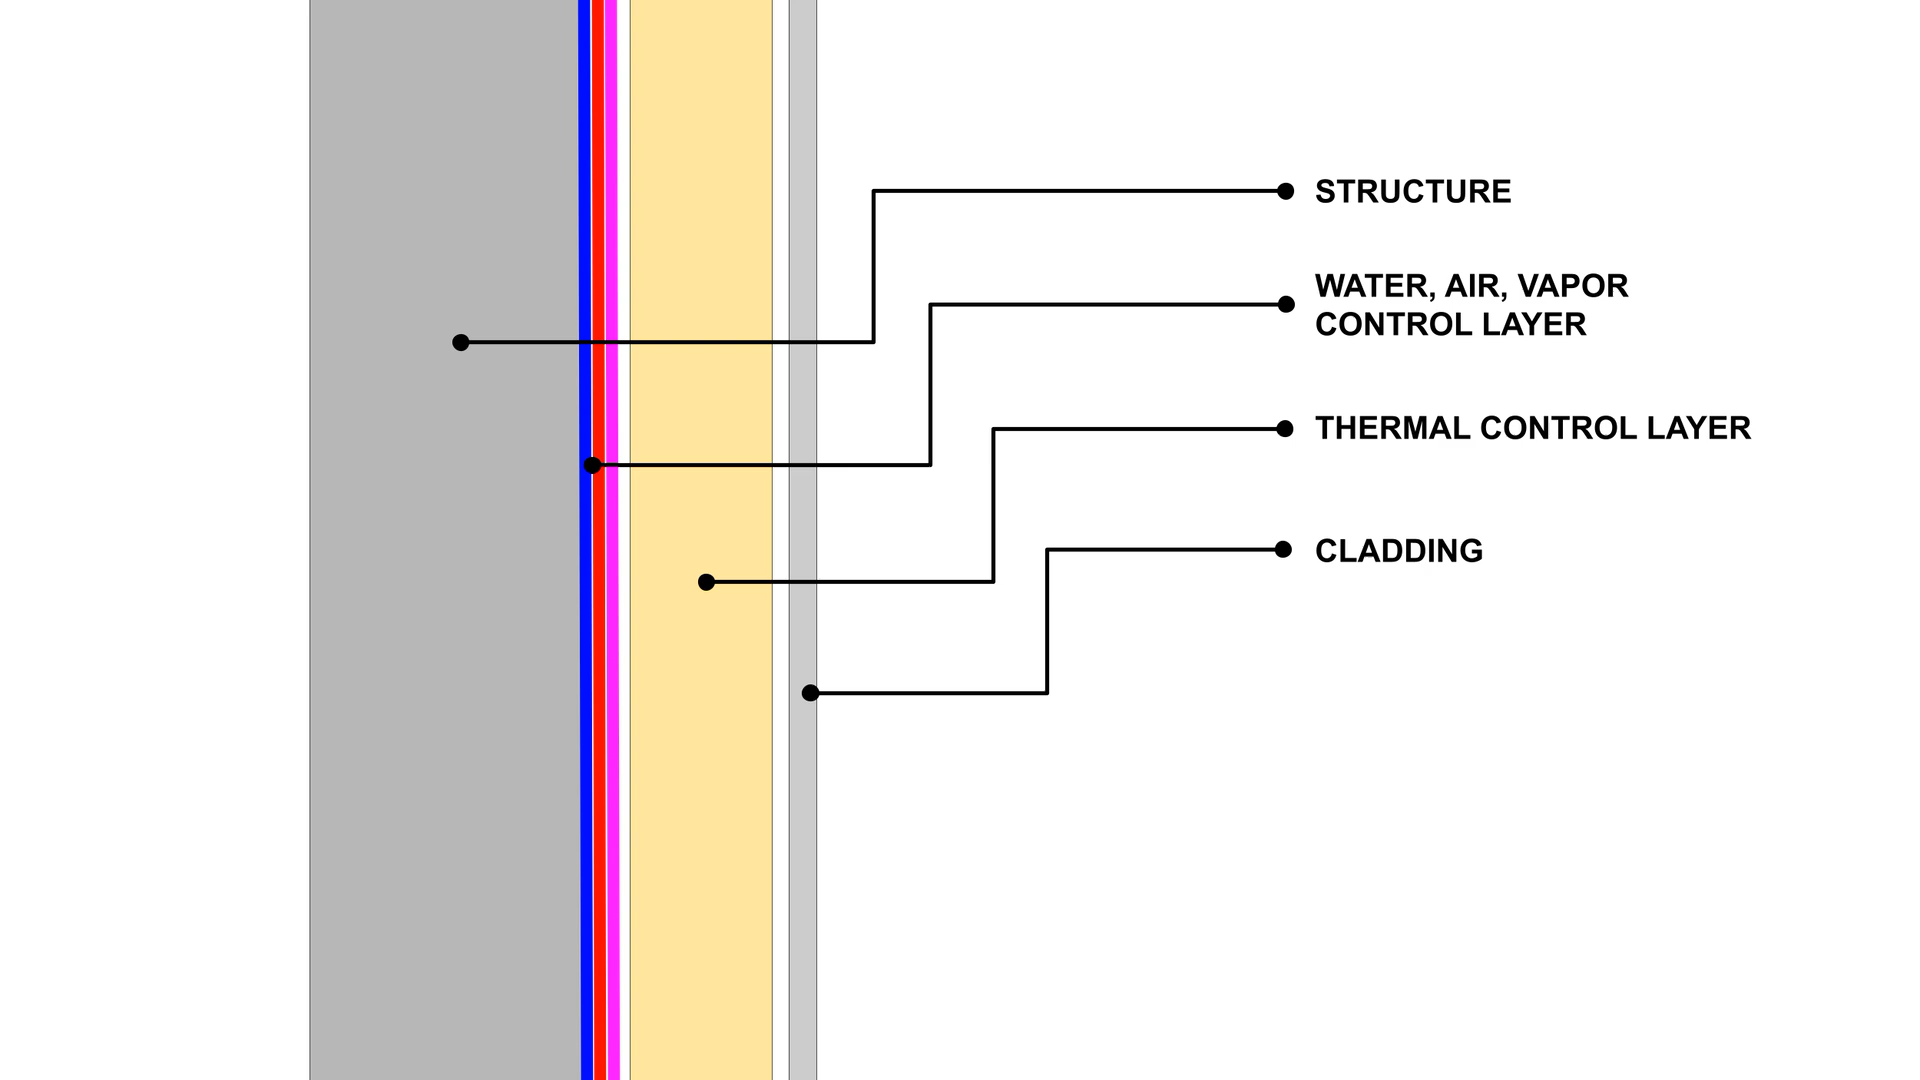 STRUCTURE
WATER, AIR, VAPOR
CONTROL LAYER
THERMAL CONTROL LAYER
CLADDING